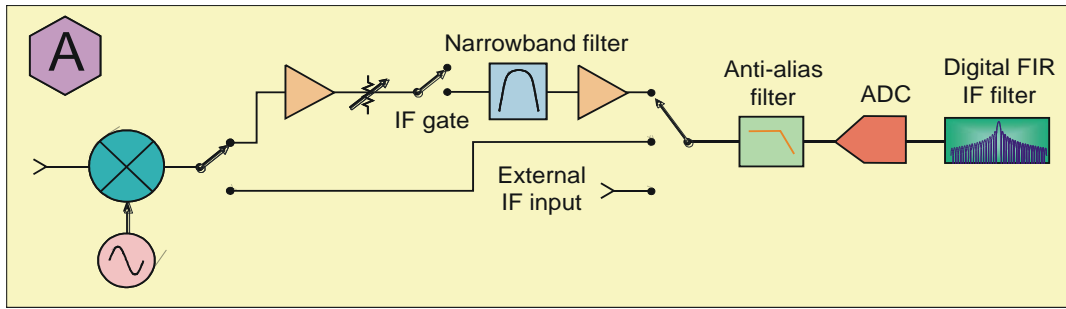 A
Narrowband filter
IF gate
External
IF input
Anti-alias
filter
ADC
Digital FIR
IF filter